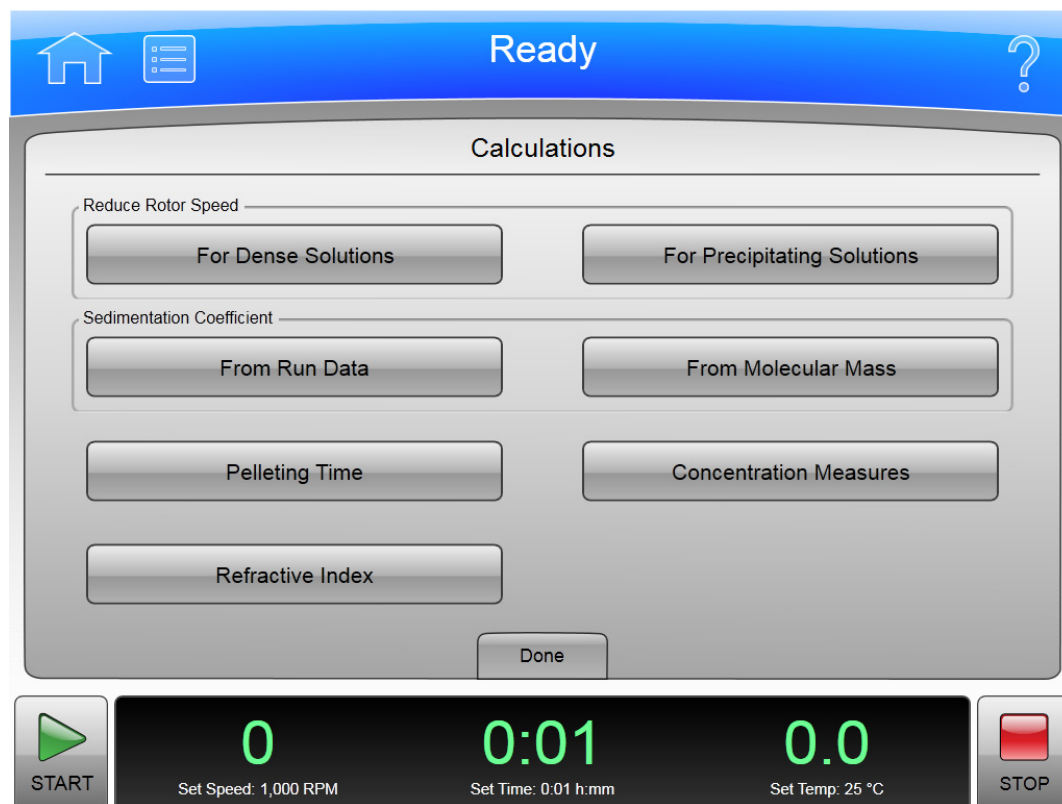 Ready
?
Calculations
Reduce Rotor Speed
For Dense Solutions
For Precipitating Solutions
Sedimentation Coefficient
From Run Data
From Molecular Mass
Pelleting Time
Concentration Measures
Refractive Index
Done
START
0
0:01
0.0
STOP
Set Speed: 1,000 RPM
Set Time: 0:01 h:mm
Set Temp: 25 °C